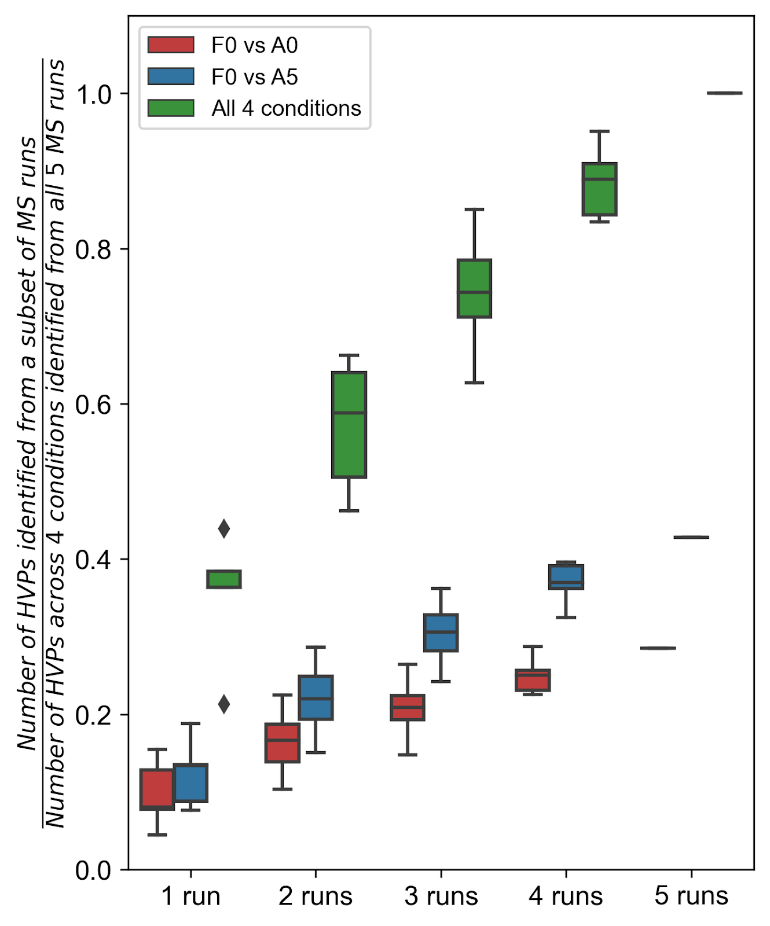 Number of HVPs identified from a subset of MS runs
Number of HVPs across 4 conditions identified from all 5 MS runs
F0 vs A0
F0 vs A5
All 4 conditions
1.0
0.8
0.6
0.4
0.2
0.0
1 run
2 runs
3 runs
4 runs
5 runs